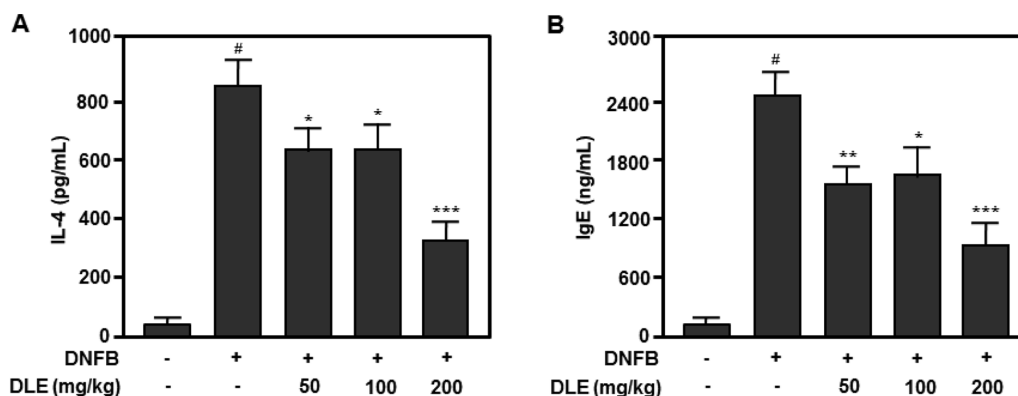 A
IL-4 (pg/mL)
1000
800
600
400
200
0
#
*
*
***
DNFB - + + + +
DLE (mg/kg) - - 50 100 200
B
IgE (ng/mL)
3000
2400
1800
1200
600
0
#
**
*
***
DNFB - + + + +
DLE (mg/kg) - - 50 100 200